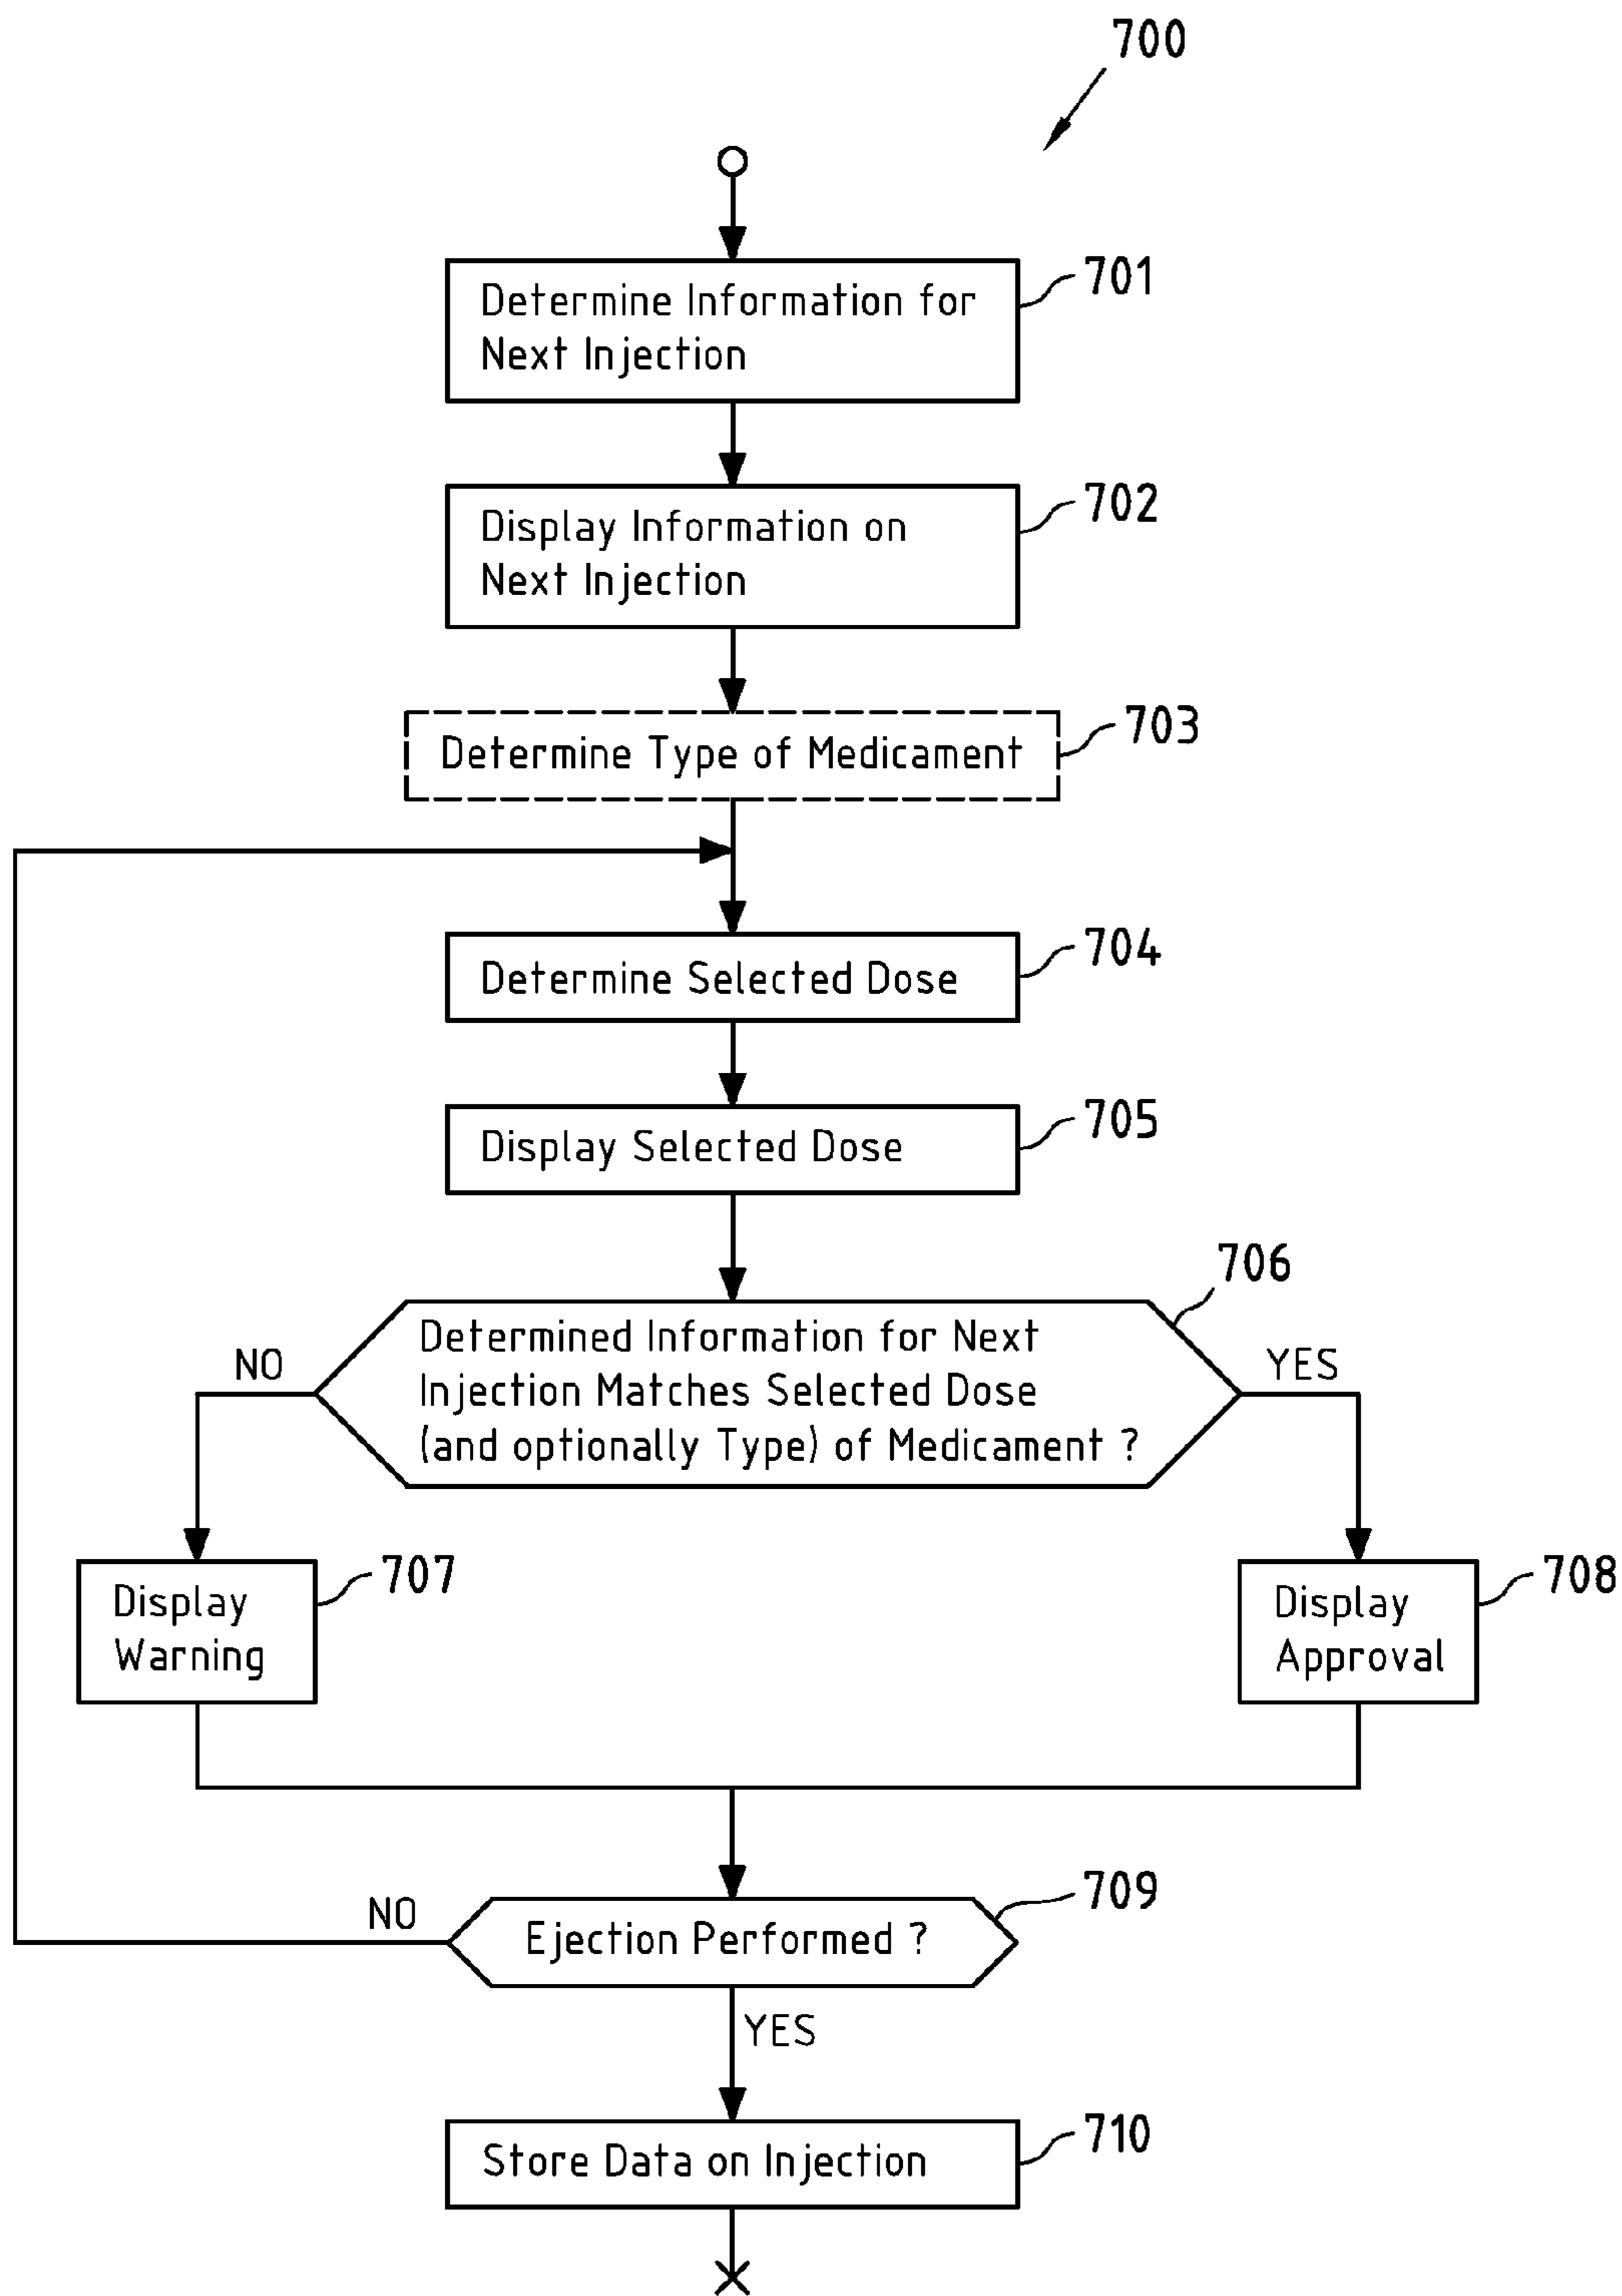 700
701
Determine Information for
Next Injection
702
Display Information on
Next Injection
703
Determine Type of Medicament
704
Determine Selected Dose
705
Display Selected Dose
706
Determined Information for Next
Injection Matches Selected Dose
(and optionally Type) of Medicament ?
NO
YES
707
Display
Warning
708
Display
Approval
709
Ejection Performed ?
NO
YES
710
Store Data on Injection